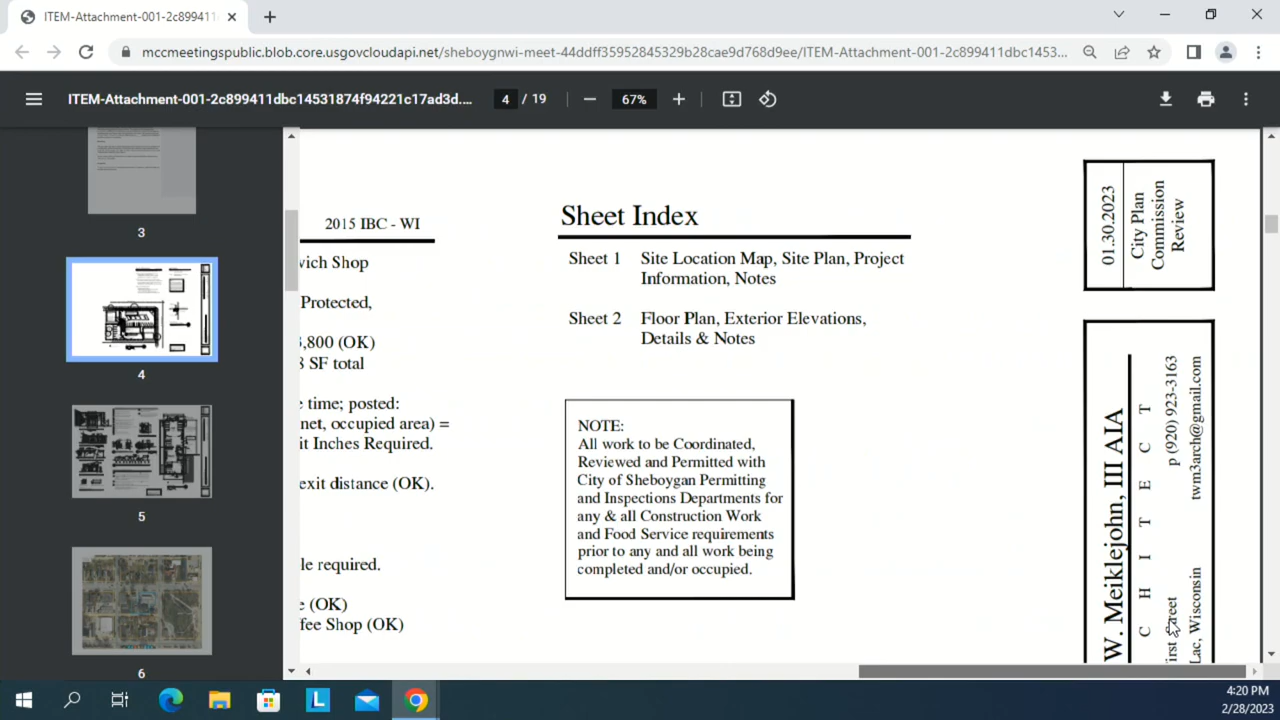 ITEM-Attachment-001-2c899411
mccmeetingspublic.blob.core.usgovcloudapi.net/sheboygnwi-meet-44ddff35952845329b28cae9d768d9ee/ITEM-Attachment-001-2c899411dbc1453...
ITEM-Attachment-001-2c899411dbc14531874f94221c17ad3d....
4 / 19
67%
3
4
5
6
2015 IBC - WI
wich Shop
Protected,
,800 (OK)
SF total
time; posted:
net, occupied area) =
it Inches Required.
exit distance (OK).
le required.
(OK)
fee Shop (OK)
Sheet Index
Sheet 1 Site Location Map, Site Plan, Project
Information, Notes
Sheet 2 Floor Plan, Exterior Elevations,
Details & Notes
NOTE:
All work to be Coordinated,
Reviewed and Permitted with
City of Sheboygan Permitting
and Inspections Departments for
any & all Construction Work
and Food Service requirements
prior to any and all work being
completed and/or occupied.
01.30.2023
City Plan
Commission
Review
W. Meiklejohn, III AIA
C H I T E C T
irst Street
p (920) 923-3163
Lac, Wisconsin
twm3arch@gmail.com
4:20 PM
2/28/2023